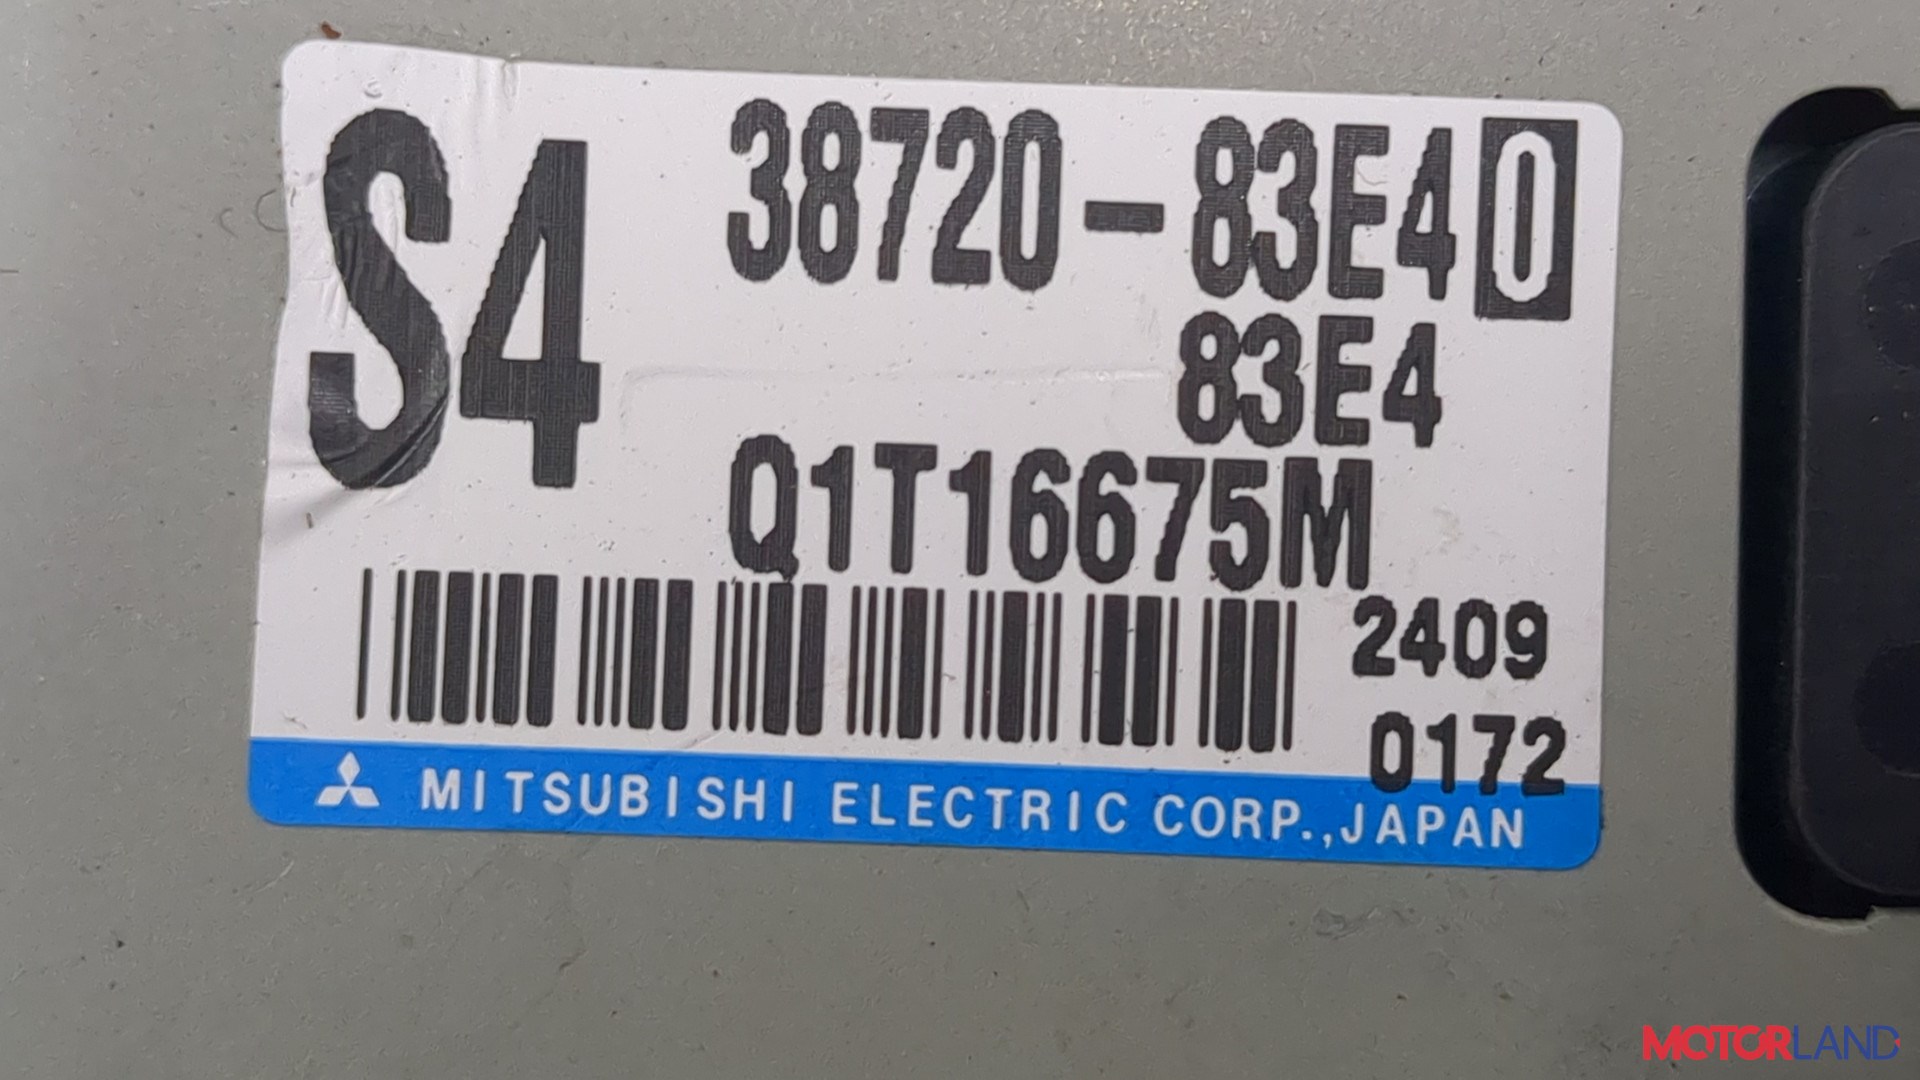 S4
38720-83E40
83E4
Q1T16675M
2409
0172
MITSUBISHI ELECTRIC CORP.,JAPAN
MOTORLAND